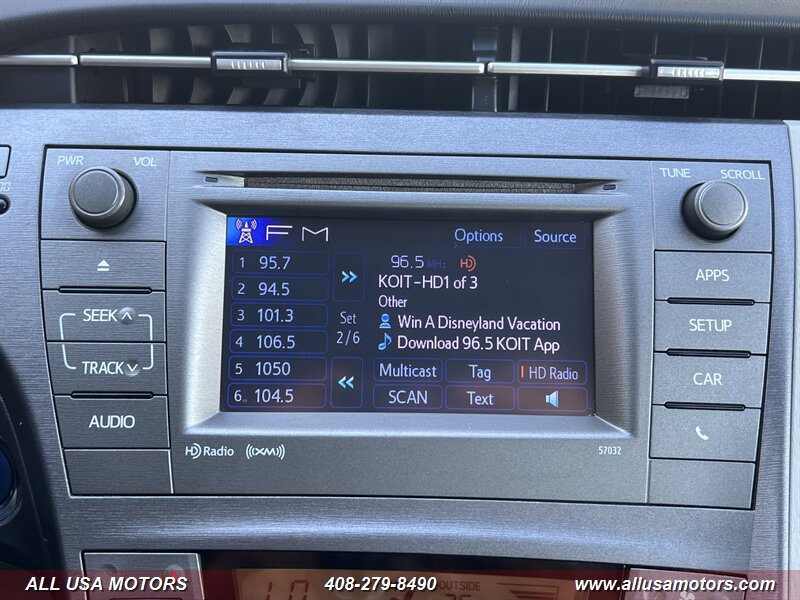 PWR VOL
TUNE SCROLL
FM Options Source
1 95.7
2 94.5
3 101.3
4 106.5
5 1050
6 104.5
Set
2/6
96.5 MHz HD
KOIT-HD1 of 3
Other
Win A Disneyland Vacation
Download 96.5 KOIT App
Multicast Tag HD Radio
SCAN Text
SEEK
TRACK
AUDIO
APPS
SETUP
CAR
HD Radio ((XM)) 57032
OUTSIDE
ALL USA MOTORS 408-279-8490 www.allusamotors.com